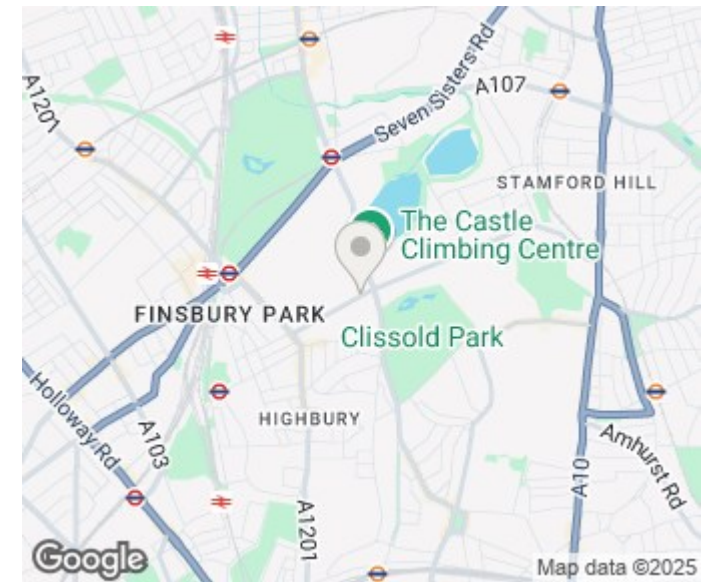 A1201
Seven Sisters Rd
A107
STAMFORD HILL
The Castle
Climbing Centre
FINSBURY PARK
Clissold Park
Holloway Rd
A103
HIGHBURY
A1201
A10
Amhurst Rd
Google
Map data ©2025